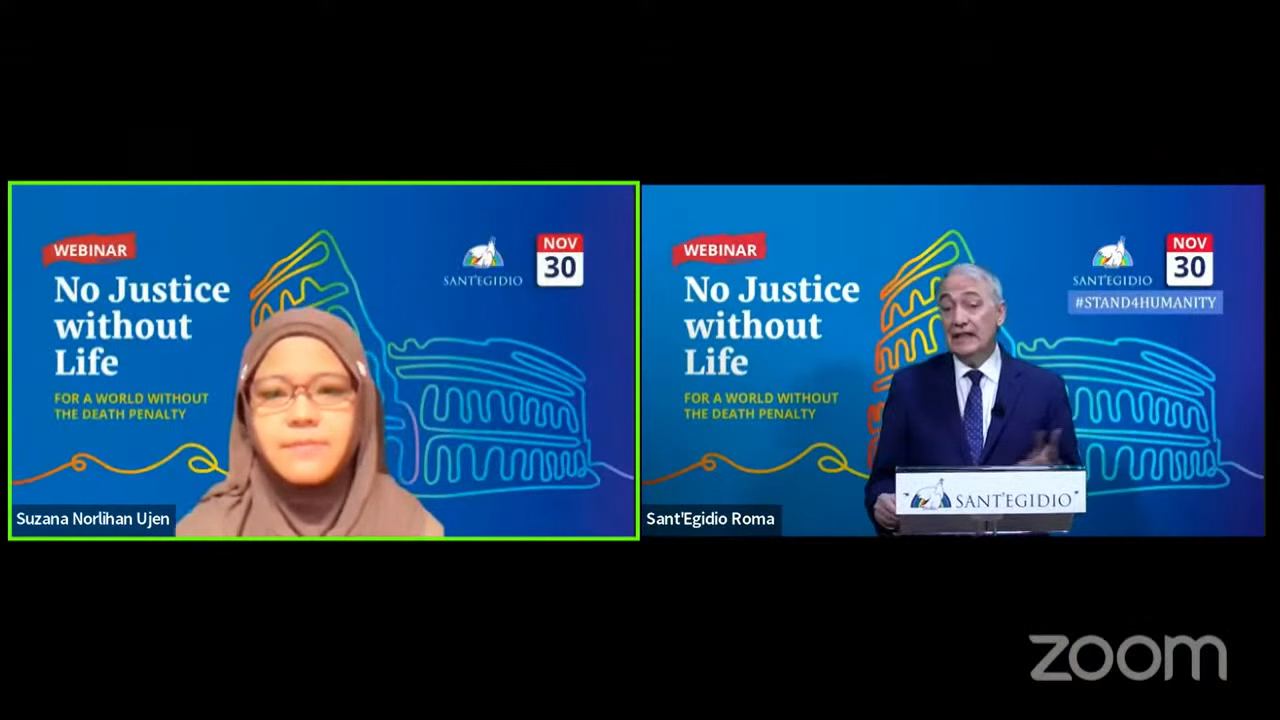 WEBINAR
No Justice
without
Life
FOR A WORLD WITHOUT
THE DEATH PENALTY
SANT'EGIDIO
NOV
30
Suzana Norlihan Ujen
WEBINAR
No Justice
without
Life
FOR A WORLD WITHOUT
THE DEATH PENALTY
SANT'EGIDIO
NOV
30
#STAND4HUMANITY
SANT'EGIDIO
Sant'Egidio Roma
zoom